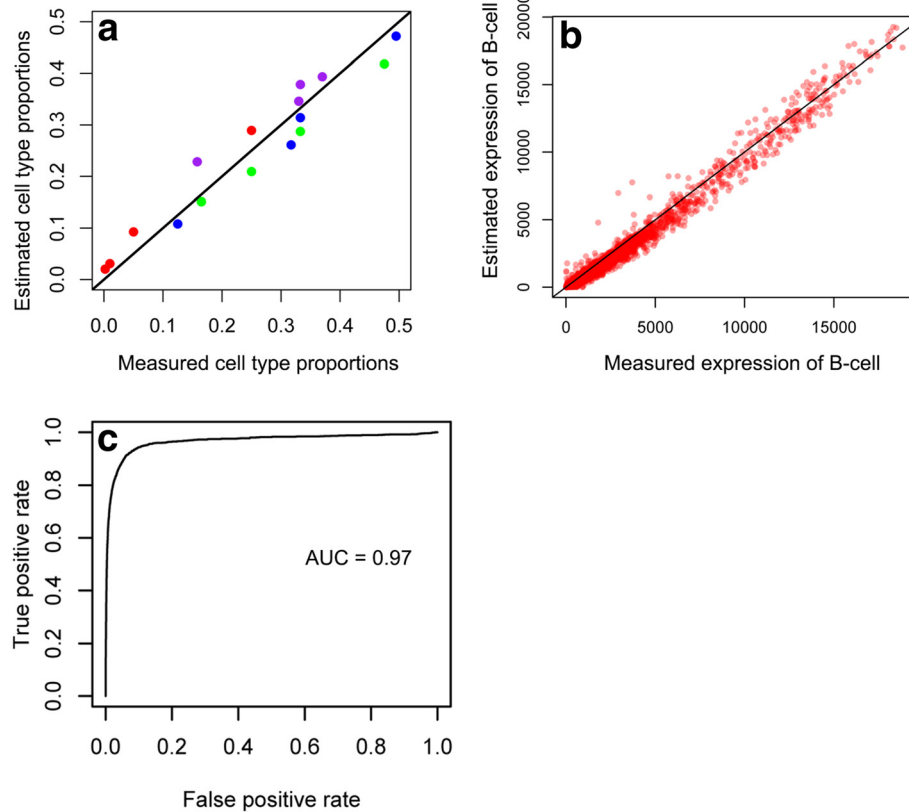 a
Estimated cell type proportions
0.5
0.4
0.3
0.2
0.1
0.0
0.0 0.1 0.2 0.3 0.4 0.5
Measured cell type proportions
b
Estimated expression of B-cell
20000
15000
10000
5000
0
0 5000 10000 15000
Measured expression of B-cell
c
True positive rate
1.0
0.8
0.6
0.4
0.2
0.0
AUC = 0.97
0.0 0.2 0.4 0.6 0.8 1.0
False positive rate